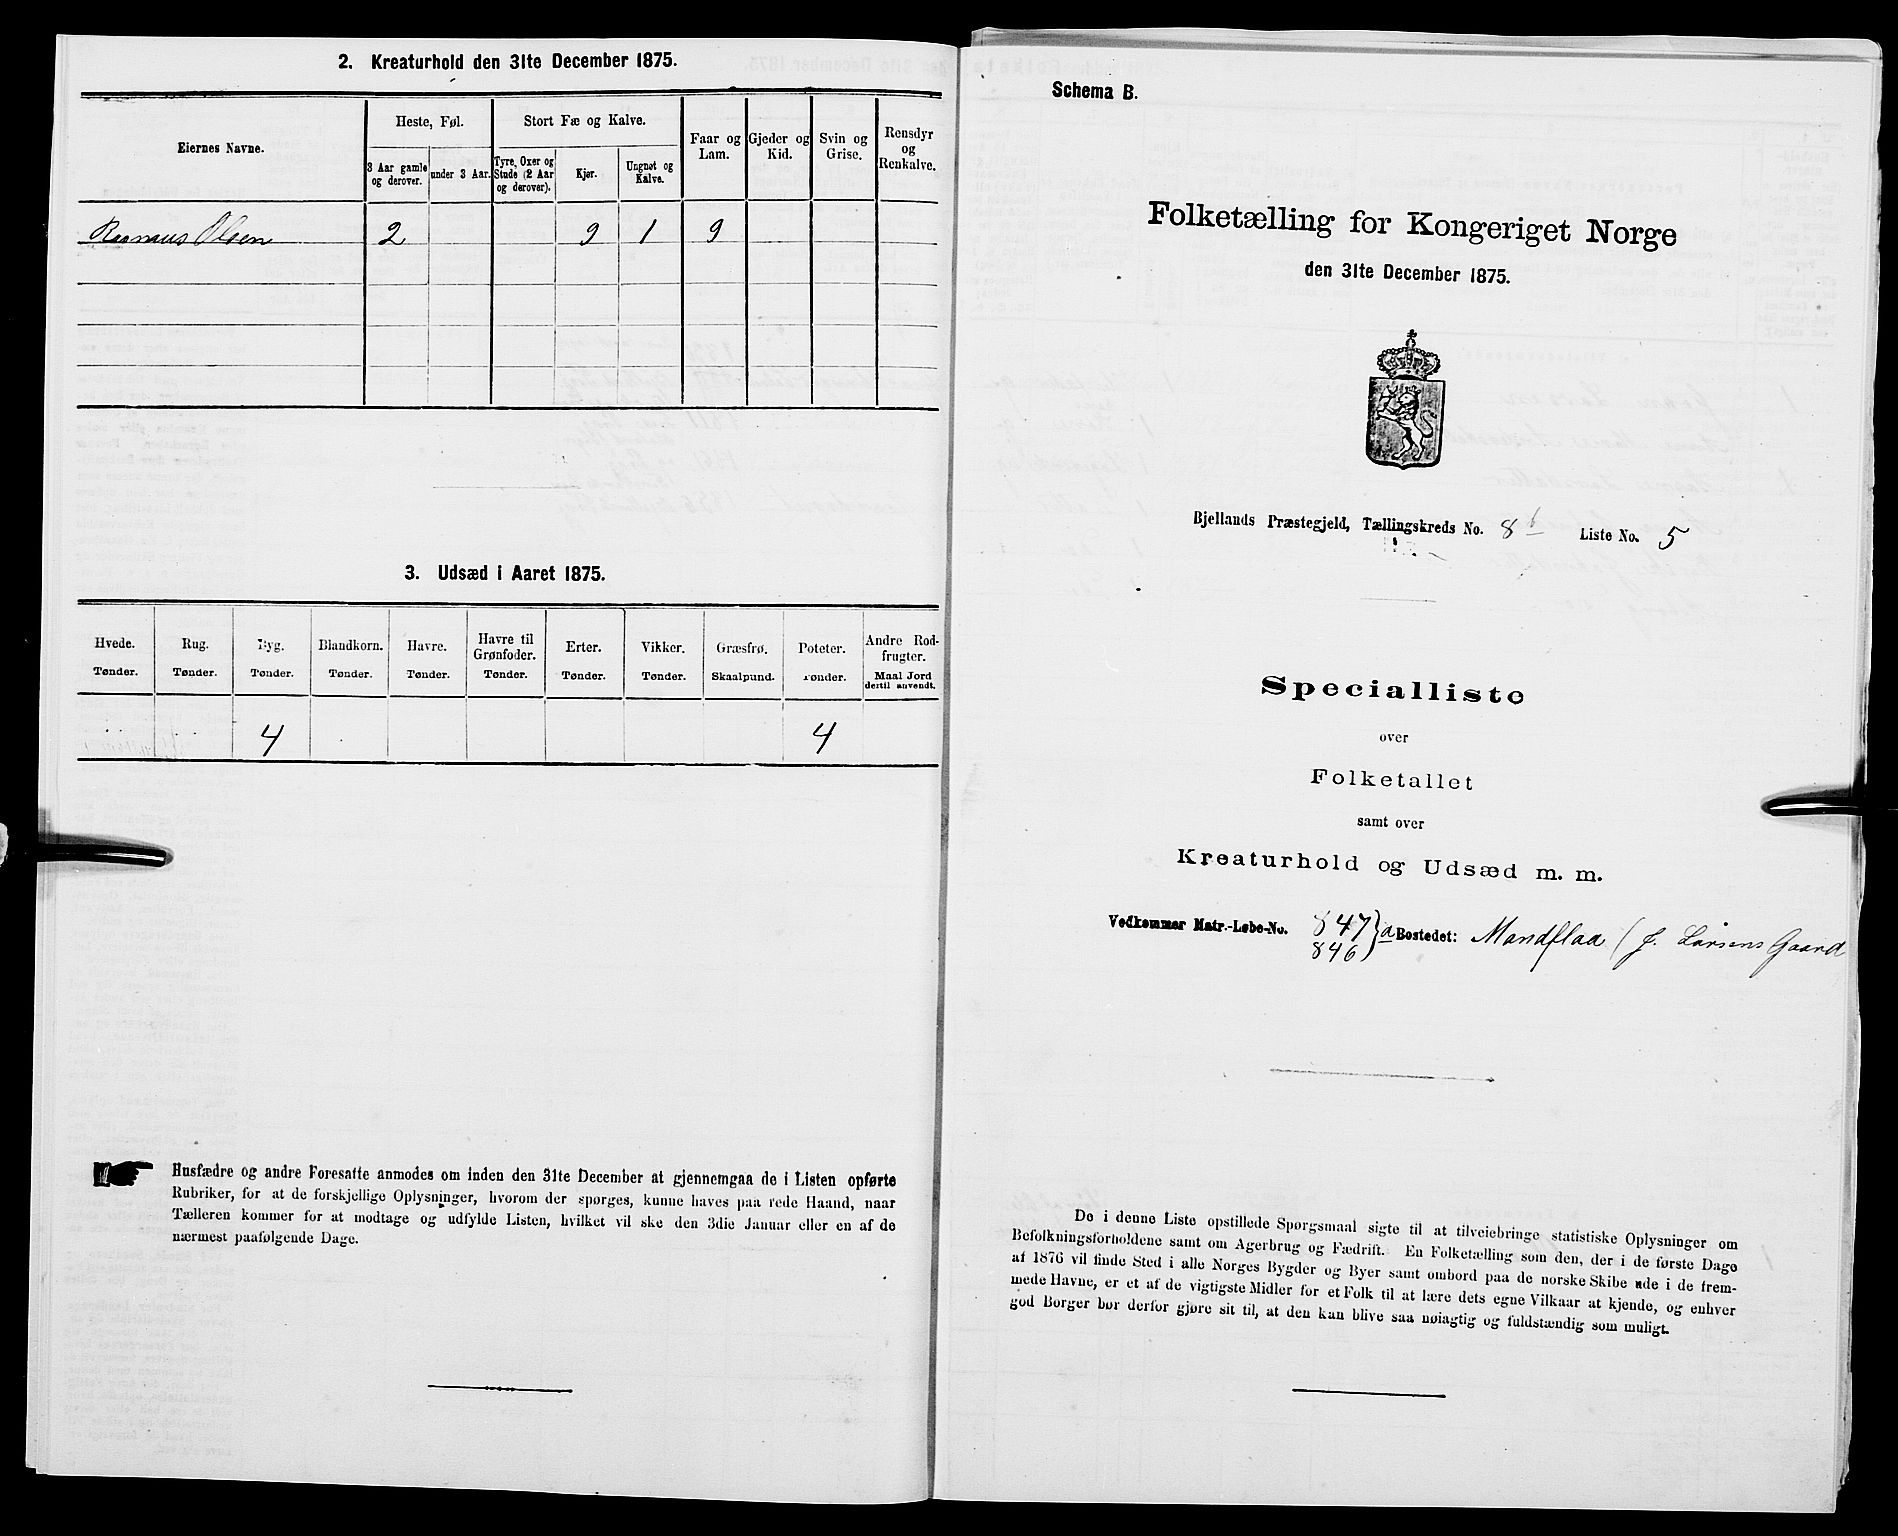 2. Kreaturhold den 31te December 1875.
Eiernes Navne.
Heste, Føl.
Stort Fæ og Kalve.
Faar og Lam.
Gjeder og Kid.
Svin og Grise.
Rensdyr og Renkalve.
3 Aar gamle og derover.
under 3 Aar.
Tyre, Oxer og Stude (2 Aar og derover).
Kjør.
Ungnøt og Kalve.
Rasmus Olsen 2 9 1 9
3. Udsæd i Aaret 1875.
Hvede. Rug. Byg. Blandkorn. Havre. Havre til Grønfoder. Erter. Vikker. Græsfrø. Poteter. Andre Rodfrugter.
Tønder. Tønder. Tønder. Tønder. Tønder. Tønder. Tønder. Tønder. Skaalpund. Tønder. Maal Jord dertil anvendt.
4 4
Husfædre og andre Foresatte anmodes om inden den 31te December at gjennemgaa de i Listen opførte
Rubriker, for at de forskjellige Oplysninger, hvorom der spørges, kunne haves paa rede Haand, naar
Tælleren kommer for at modtage og udfylde Listen, hvilket vil ske den 3die Januar eller en af de
nærmest paafølgende Dage.
Schema B.
Folketælling for Kongeriget Norge
den 31te December 1875.
Bjellands Præstegjeld, Tællingskreds No. 8 b Liste No. 5
Specialliste
over
Folketallet
samt over
Kreaturhold og Udsæd m. m.
Vedkommer Matr.-Løbe-No. 847 } a Bostedet: Mandflaa (J. Larsens Gaard
846
De i denne Liste opstillede Spørgsmaal sigte til at tilveiebringe statistiske Oplysninger om
Befolkningsforholdene samt om Agerbrug og Fædrift. En Folketælling som den, der i de første Dage
af 1876 vil finde Sted i alle Norges Bygder og Byer samt ombord paa de norske Skibe ude i de frem-
mede Havne, er et af de vigtigste Midler for et Folk til at lære dets egne Vilkaar at kjende, og enhver
god Borger bør derfor gjøre sit til, at den kan blive saa nøiagtig og fuldstændig som muligt.